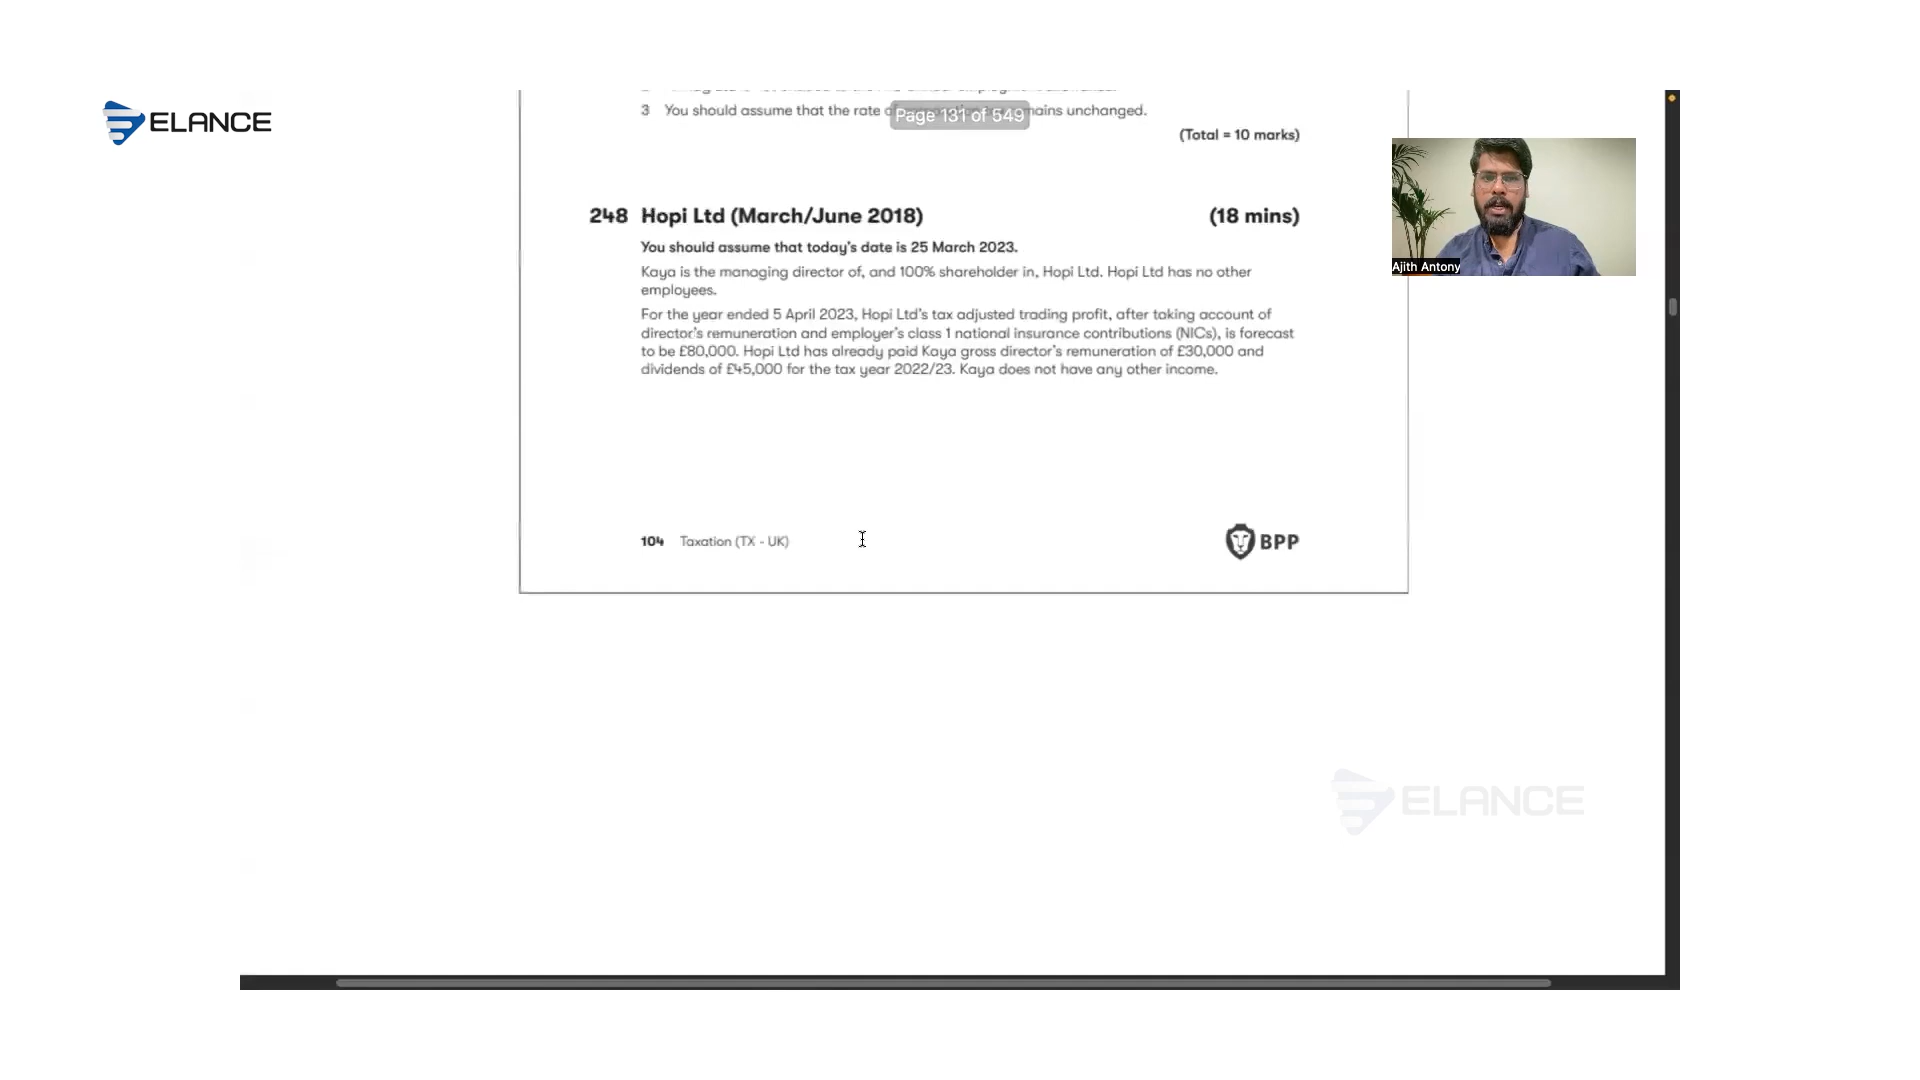 ELANCE
3 You should assume that the rate of mains unchanged.
Page 131 of 549
(Total = 10 marks)
248 Hopi Ltd (March/June 2018) (18 mins)
You should assume that today's date is 25 March 2023.
Kaya is the managing director of, and 100% shareholder in, Hopi Ltd. Hopi Ltd has no other
employees.
For the year ended 5 April 2023, Hopi Ltd's tax adjusted trading profit, after taking account of
director's remuneration and employer's class 1 national insurance contributions (NICs), is forecast
to be £80,000. Hopi Ltd has already paid Kaya gross director's remuneration of £30,000 and
dividends of £45,000 for the tax year 2022/23. Kaya does not have any other income.
Ajith Antony
104 Taxation (TX - UK)
BPP
ELANCE